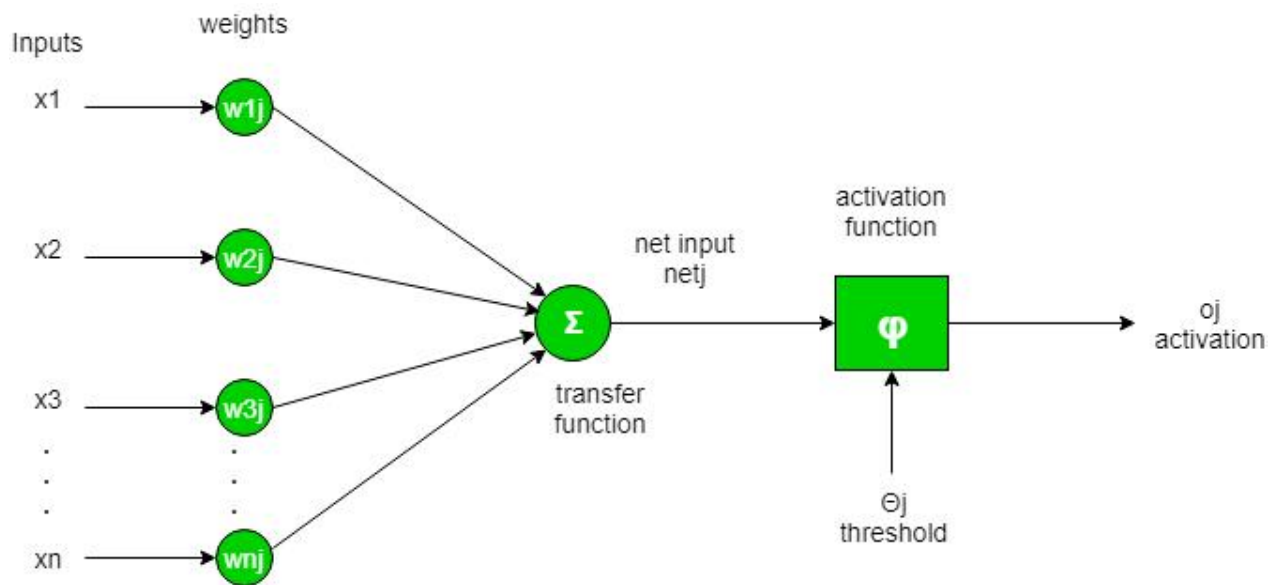 weights
Inputs
x1
w1j
x2
w2j
x3
w3j
xn
wnj
Σ
transfer
function
net input
netj
activation
function
φ
Θj
threshold
oj
activation